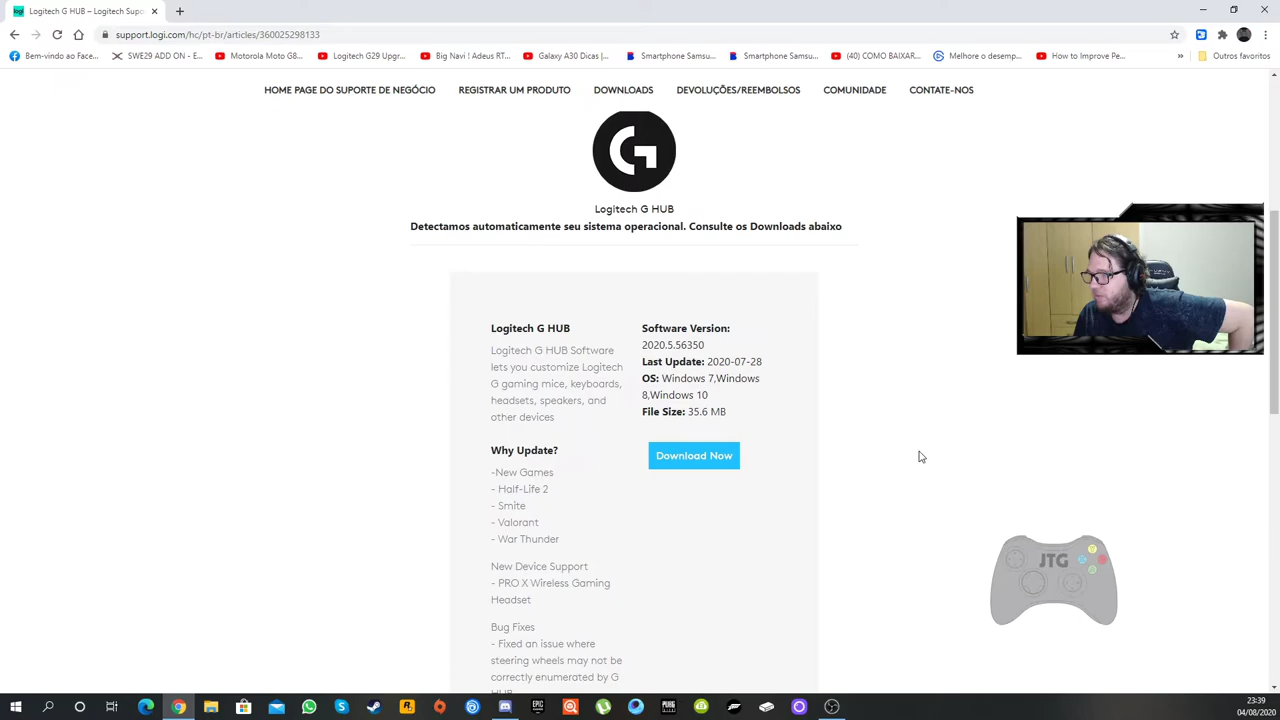 Logitech G HUB – Logitech Supo
support.logi.com/hc/pt-br/articles/360025298133
Bem-vindo ao Face...
SWE29 ADD ON - E...
Motorola Moto G8...
Logitech G29 Upgr...
Big Navi ! Adeus RT...
Galaxy A30 Dicas |...
Smartphone Samsu...
Smartphone Samsu...
(40) COMO BAIXAR...
Melhore o desemp...
How to Improve Pe...
»
Outros favoritos
HOME PAGE DO SUPORTE DE NEGÓCIO
REGISTRAR UM PRODUTO
DOWNLOADS
DEVOLUÇÕES/REEMBOLSOS
COMUNIDADE
CONTATE-NOS
Logitech G HUB
Detectamos automaticamente seu sistema operacional. Consulte os Downloads abaixo
Logitech G HUB
Logitech G HUB Software
lets you customize Logitech
G gaming mice, keyboards,
headsets, speakers, and
other devices
Why Update?
-New Games
- Half-Life 2
- Smite
- Valorant
- War Thunder
New Device Support
- PRO X Wireless Gaming
Headset
Bug Fixes
- Fixed an issue where
steering wheels may not be
correctly enumerated by G
HUB
Software Version:
2020.5.56350
Last Update: 2020-07-28
OS: Windows 7,Windows
8,Windows 10
File Size: 35.6 MB
Download Now
JTG
23:39
04/08/2020